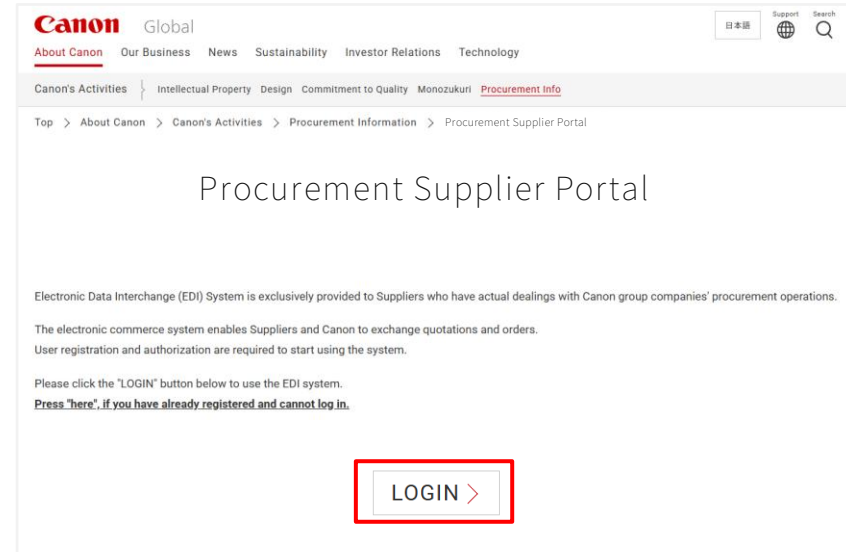 Canon Global
日本語
Support
Search
About Canon Our Business News Sustainability Investor Relations Technology
Canon's Activities Intellectual Property Design Commitment to Quality Monozukuri Procurement Info
Top > About Canon > Canon's Activities > Procurement Information > Procurement Supplier Portal
Procurement Supplier Portal
Electronic Data Interchange (EDI) System is exclusively provided to Suppliers who have actual dealings with Canon group companies' procurement operations.
The electronic commerce system enables Suppliers and Canon to exchange quotations and orders.
User registration and authorization are required to start using the system.
Please click the "LOGIN" button below to use the EDI system.
Press "here", if you have already registered and cannot log in.
LOGIN >